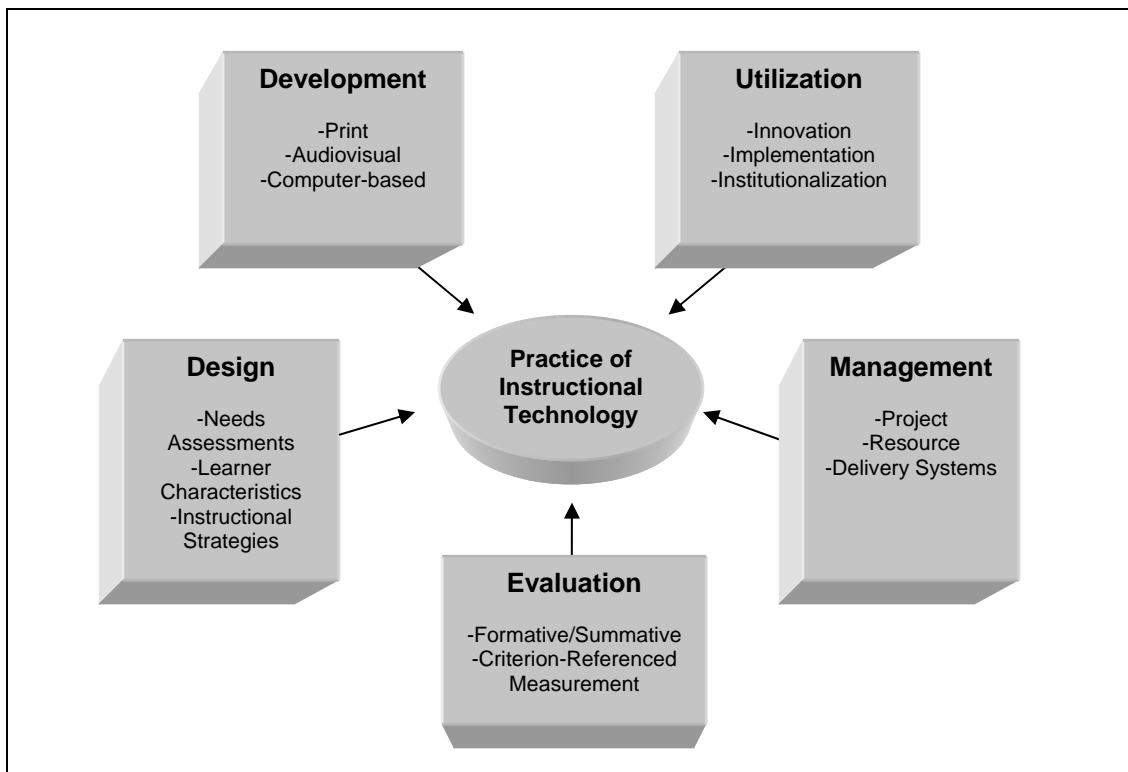 Development
-Print
-Audiovisual
-Computer-based
Utilization
-Innovation
-Implementation
-Institutionalization
Design
-Needs
Assessments
-Learner
Characteristics
-Instructional
Strategies
Practice of
Instructional
Technology
Management
-Project
-Resource
-Delivery Systems
Evaluation
-Formative/Summative
-Criterion-Referenced
Measurement